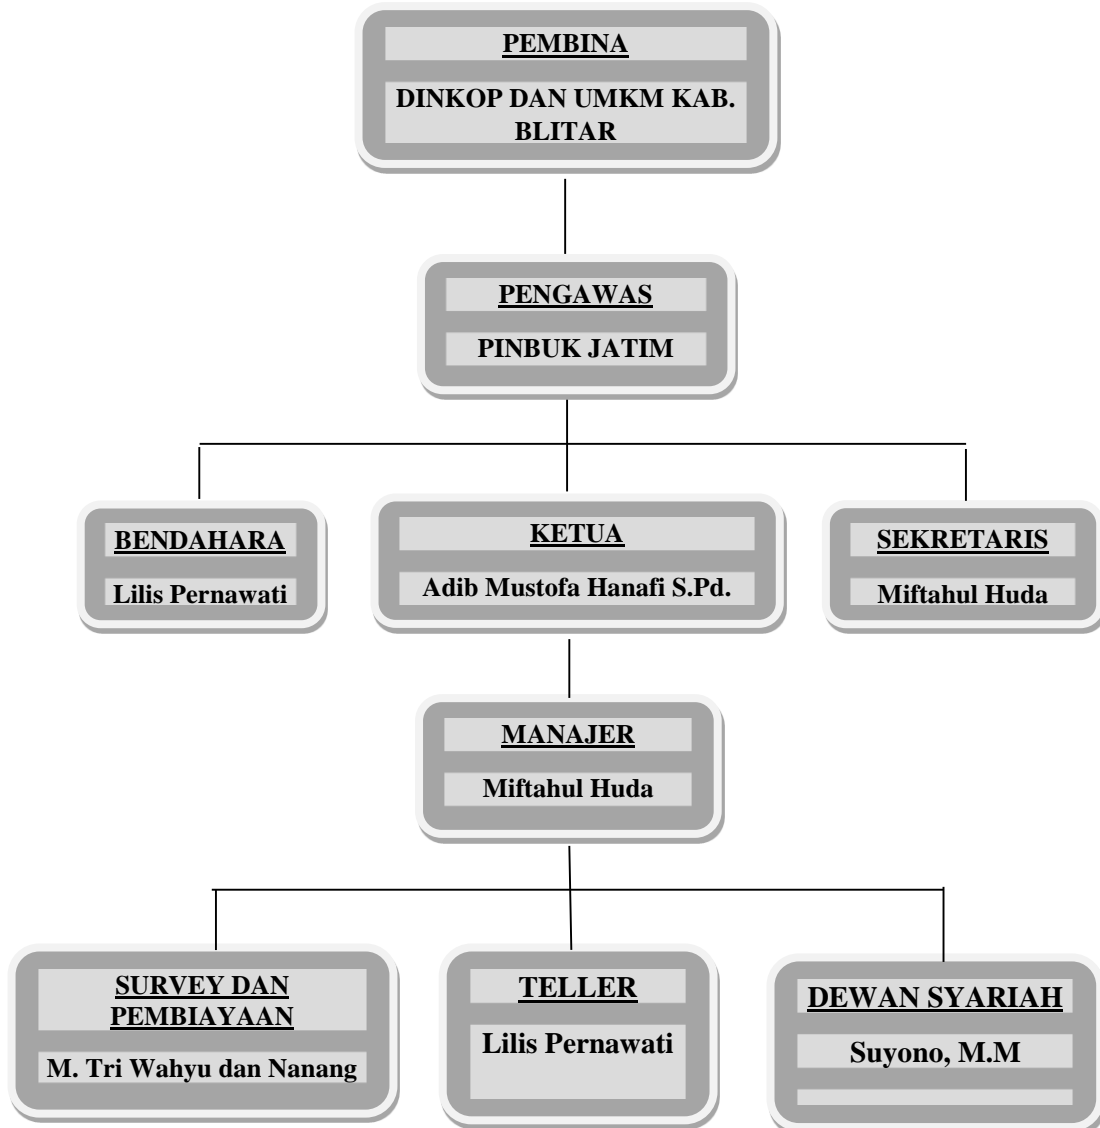 PEMBINA
DINKOP DAN UMKM KAB.
BLITAR
PENGAWAS
PINBUK JATIM
BENDAHARA
Lilis Pernawati
KETUA
Adib Mustofa Hanafi S.Pd.
SEKRETARIS
Miftahul Huda
MANAJER
Miftahul Huda
SURVEY DAN
PEMBIAYAAN
M. Tri Wahyu dan Nanang
TELLER
Lilis Pernawati
DEWAN SYARIAH
Suyono, M.M